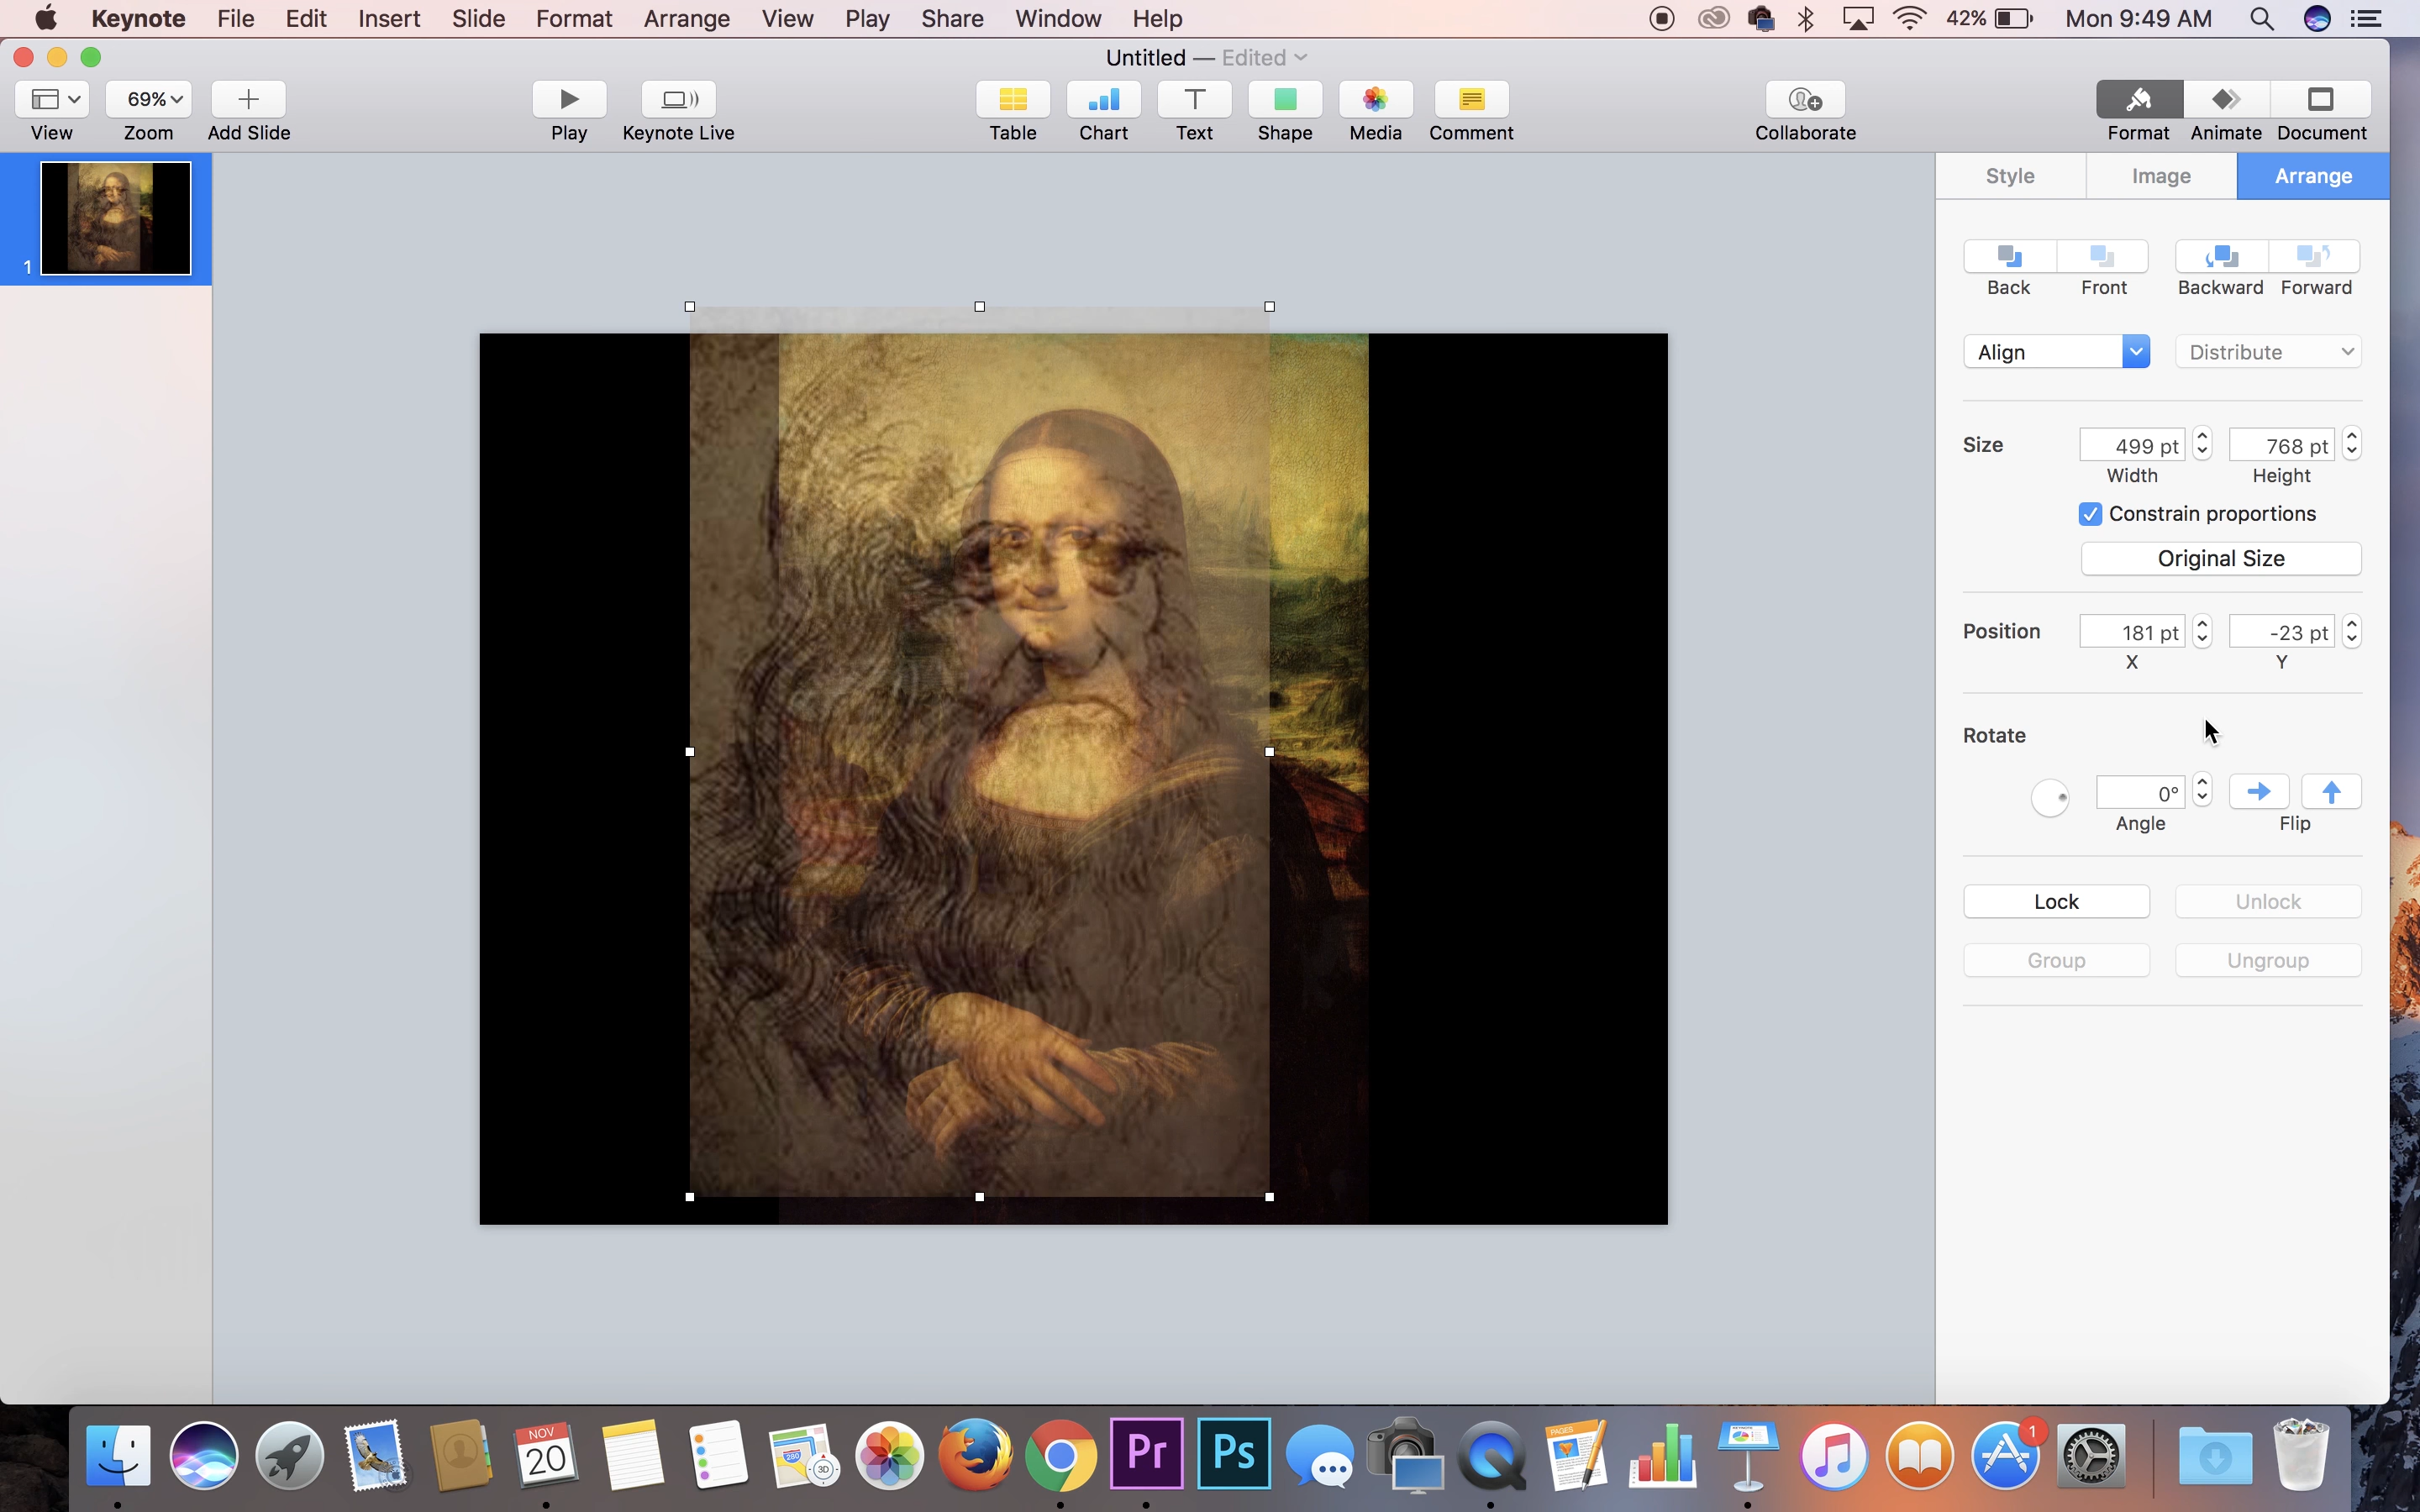 Keynote File Edit Insert Slide Format Arrange View Play Share Window Help 42% Mon 9:49 AM
Untitled — Edited
69%
View Zoom Add Slide Play Keynote Live Table Chart Text Shape Media Comment Collaborate Format Animate Document
Style Image Arrange
1
Back Front Backward Forward
Align Distribute
Size 499 pt 768 pt
Width Height
Constrain proportions
Original Size
Position 181 pt -23 pt
X Y
Rotate
0°
Angle Flip
Lock Unlock
Group Ungroup
NOV
20
280
3D
Pr
Ps
PAGES
1